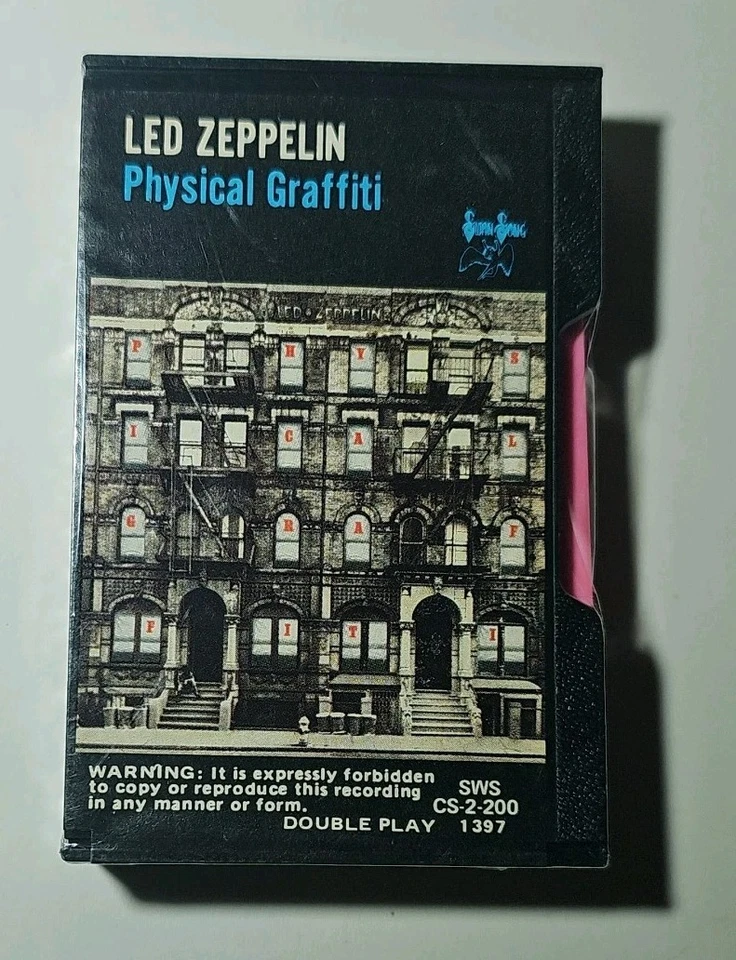 LED ZEPPELIN
Physical Graffiti
Swan Song
LED • ZEPPELIN
P H Y S
I C A L
G R A F
F I T I
WARNING: It is expressly forbidden
to copy or reproduce this recording
in any manner or form.
SWS
CS-2-200
DOUBLE PLAY 1397